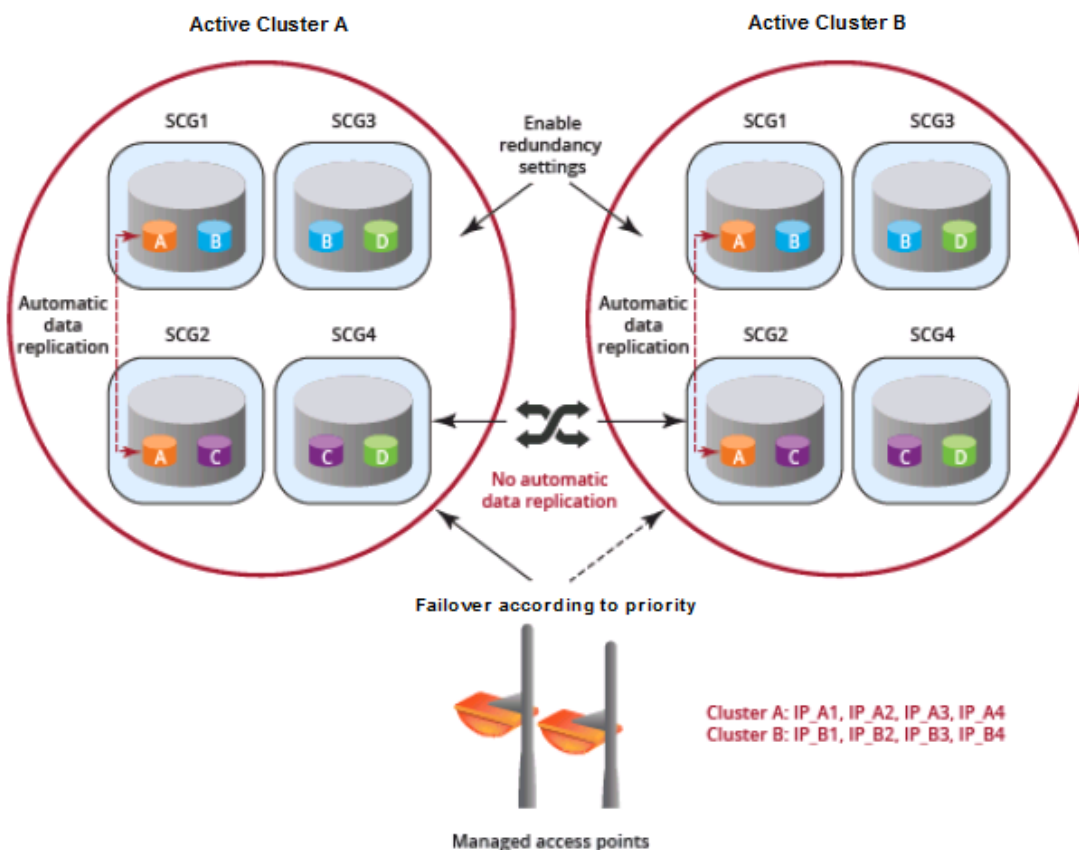 Active Cluster A
Active Cluster B
SCG1
SCG3
Enable
redundancy
settings
SCG1
SCG3
A
B
B
D
A
B
B
D
Automatic
data
replication
SCG2
SCG4
Automatic
data
replication
SCG2
SCG4
A
C
C
D
A
C
C
D
No automatic
data replication
Failover according to priority
Cluster A: IP_A1, IP_A2, IP_A3, IP_A4
Cluster B: IP_B1, IP_B2, IP_B3, IP_B4
Managed access points